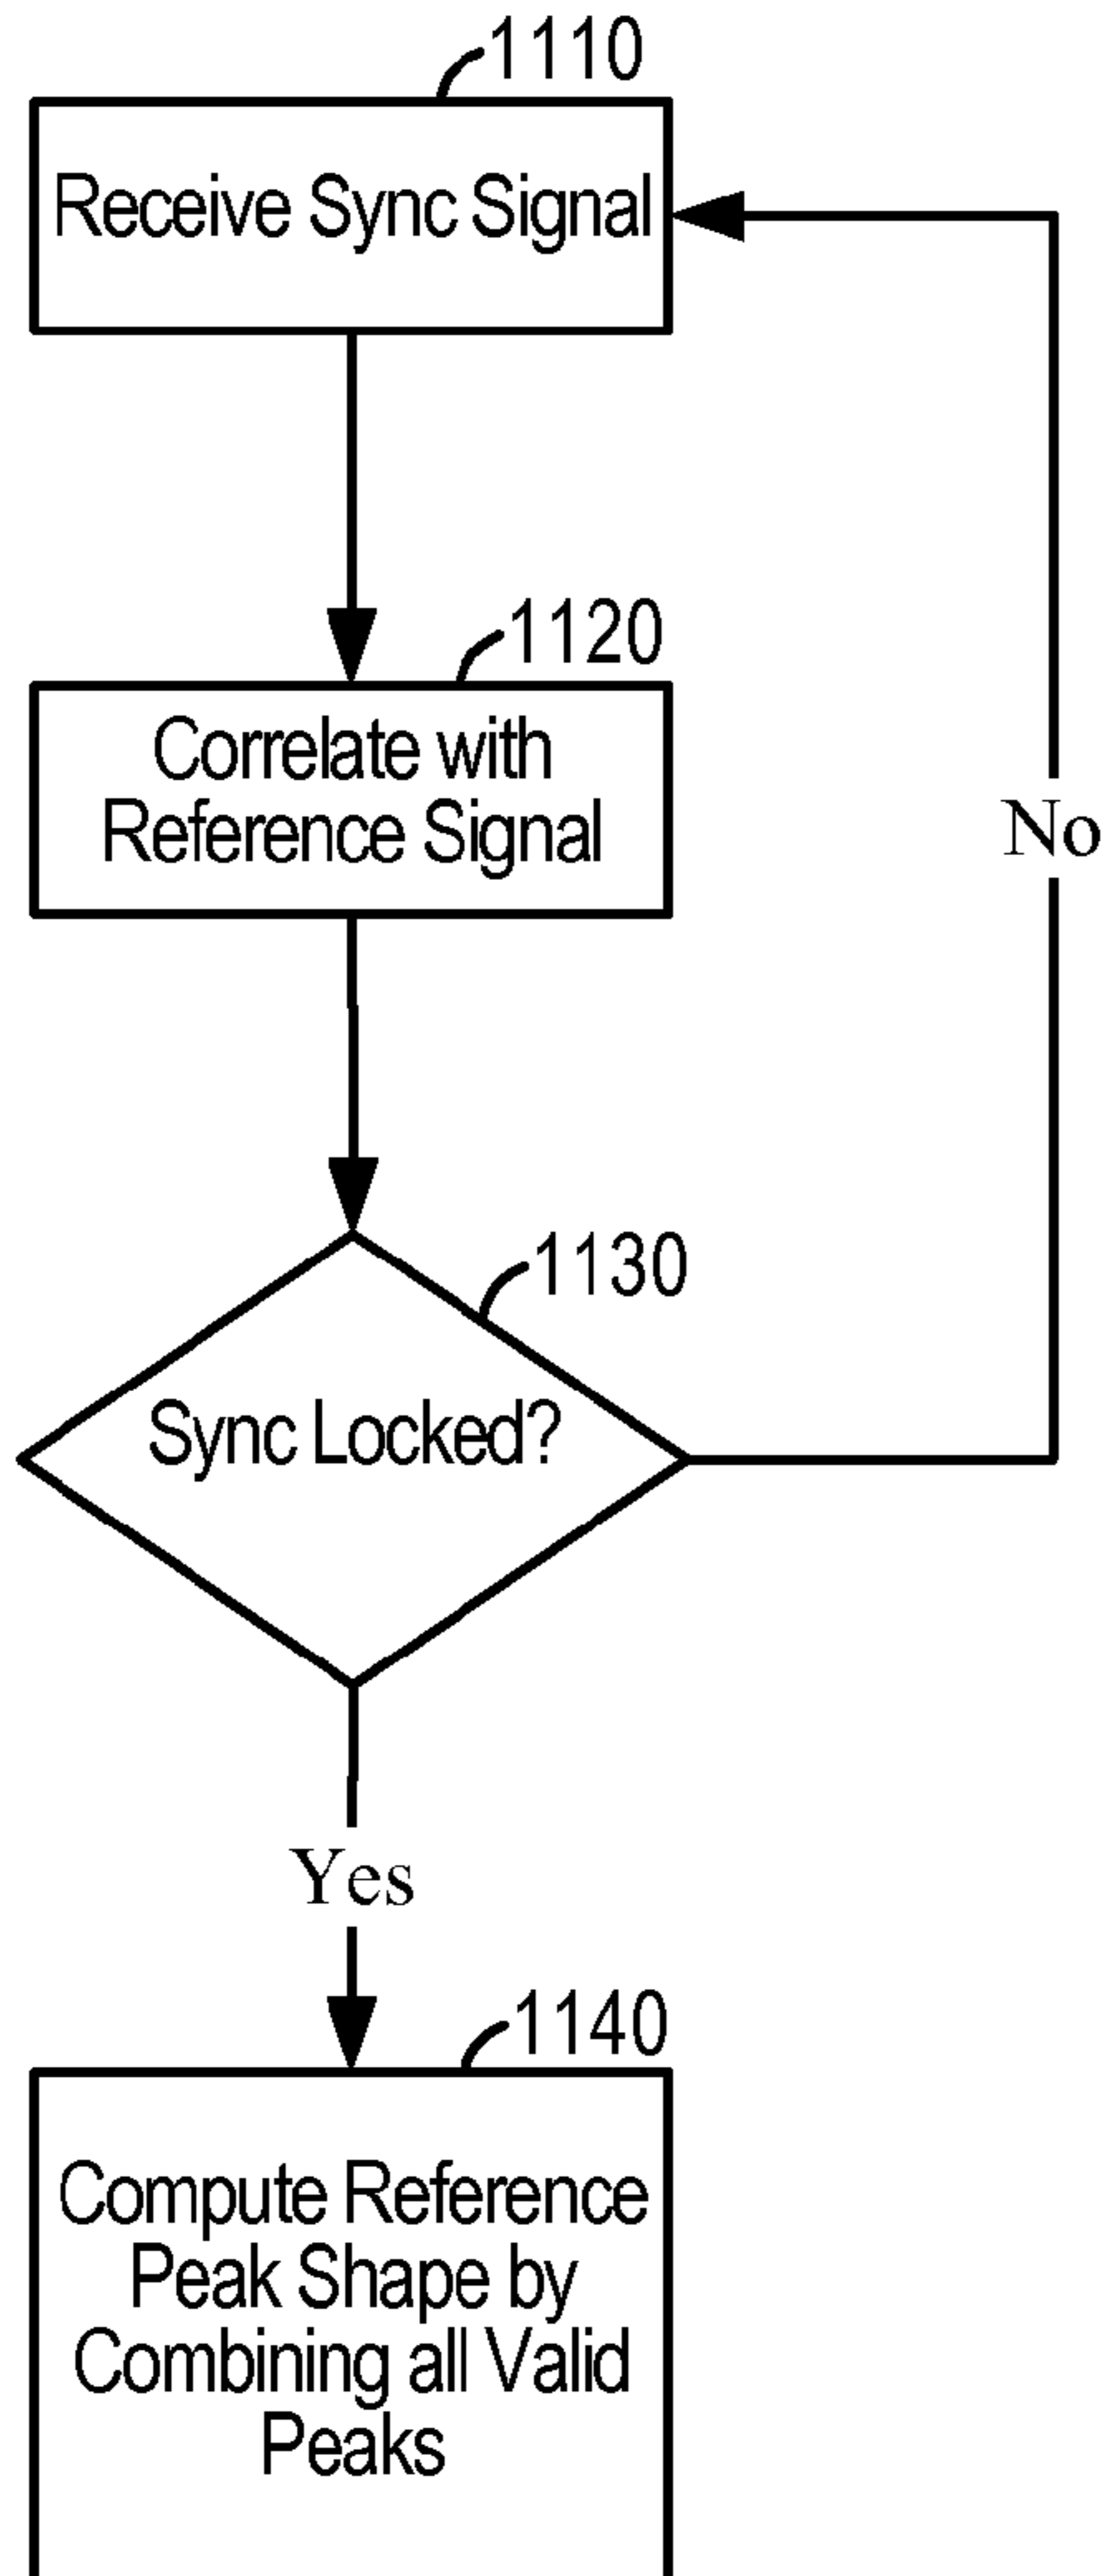 1110
Receive Sync Signal
1120
Correlate with
Reference Signal
No
1130
Sync Locked?
Yes
1140
Compute Reference
Peak Shape by
Combining all Valid
Peaks